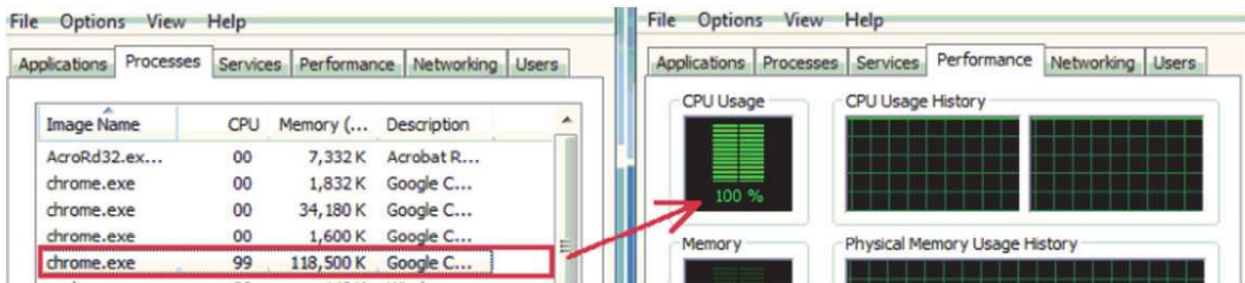 File Options View Help
Applications Processes Services Performance Networking Users
Image Name CPU Memory (... Description
AcroRd32.ex... 00 7,332 K Acrobat R...
chrome.exe 00 1,832 K Google C...
chrome.exe 00 34,180 K Google C...
chrome.exe 00 1,600 K Google C...
chrome.exe 99 118,500 K Google C...
File Options View Help
Applications Processes Services Performance Networking Users
CPU Usage CPU Usage History
100 %
Memory Physical Memory Usage History